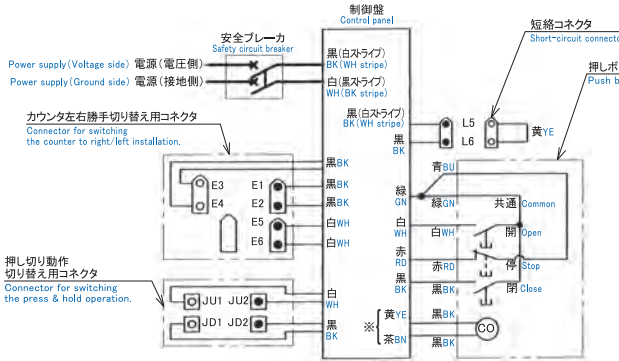 制御盤
Control panel
安全ブレーカ
Safety circuit breaker
Power supply(Voltage side) 電源(電圧側)
Power supply(Ground side) 電源(接地側)
黒(白ストライプ)
BK(WH stripe)
白(黒ストライプ)
WH(BK stripe)
短絡コネクタ
Short-circuit connecto
押しボ
Push b
黒(白ストライプ)
BK(WH stripe)
黒
BK
L5
L6
黄YE
カウンタ左右勝手切り替え用コネクタ
Connector for switching
the counter to right/left installation.
E3
E4
E1
E2
E5
E6
黒BK
黒BK
黒BK
白WH
白WH
青BU
緑
GN
緑GN
共通 Common
白
WH
白WH
開 Open
赤
RD
赤RD
停 Stop
黒
BK
黒BK
閉 Close
押し切り動作
切り替え用コネクタ
Connector for switching
the press & hold operation.
JU1 JU2
JD1 JD2
白
WH
黒
BK
※
黄YE
茶BN
黒BK
黒BK
CO